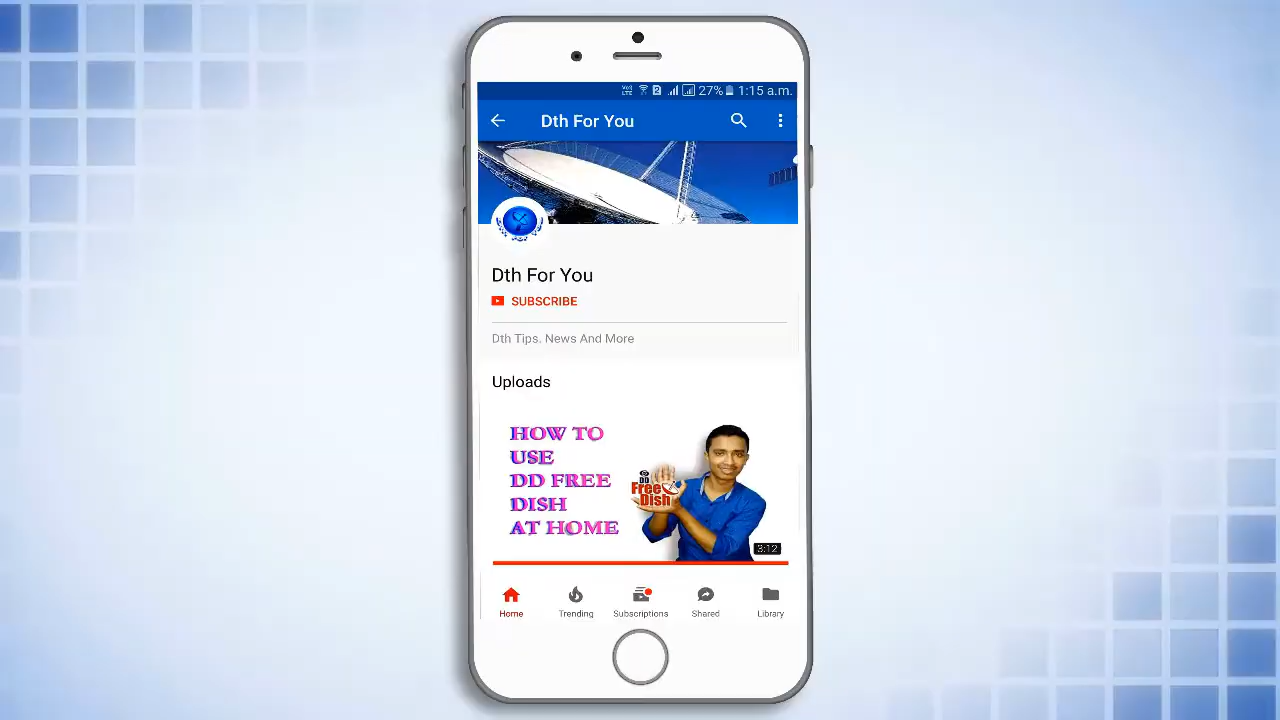 27% 1:15 a.m.
Dth For You
Dth For You
SUBSCRIBE
Dth Tips. News And More
Uploads
HOW TO
USE
DD FREE
DISH
AT HOME
DD
Free
Dish
3:12
Home Trending Subscriptions Shared Library